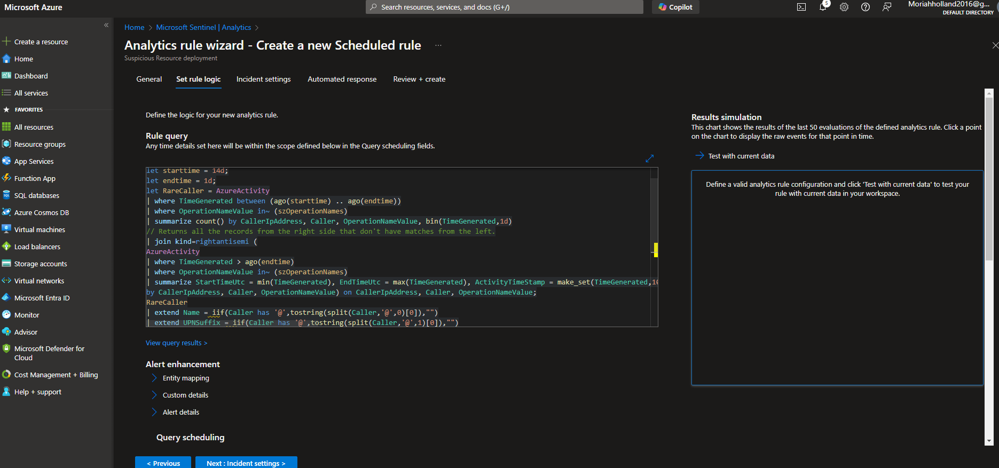 Microsoft Azure
Search resources, services, and docs (G+/)
Copilot
5
Moriahholland2016@g...
DEFAULT DIRECTORY
Create a resource
Home
Dashboard
All services
FAVORITES
All resources
Resource groups
App Services
Function App
SQL databases
Azure Cosmos DB
Virtual machines
Load balancers
Storage accounts
Virtual networks
Microsoft Entra ID
Monitor
Advisor
Microsoft Defender for
Cloud
Cost Management + Billing
Help + support
Home > Microsoft Sentinel | Analytics >
Analytics rule wizard - Create a new Scheduled rule ...
Suspicious Resource deployment
General
Set rule logic
Incident settings
Automated response
Review + create
Define the logic for your new analytics rule.
Rule query
Any time details set here will be within the scope defined below in the Query scheduling fields.
let starttime = 14d;
let endtime = 1d;
let RareCaller = AzureActivity
| where TimeGenerated between (ago(starttime) .. ago(endtime))
| where OperationNameValue in~ (szOperationNames)
| summarize count() by CallerIpAddress, Caller, OperationNameValue, bin(TimeGenerated,1d)
// Returns all the records from the right side that don't have matches from the left.
| join kind=rightantisemi (
AzureActivity
| where TimeGenerated > ago(endtime)
| where OperationNameValue in~ (szOperationNames)
| summarize StartTimeUtc = min(TimeGenerated), EndTimeUtc = max(TimeGenerated), ActivityTimeStamp = make_set(TimeGenerated,10
by CallerIpAddress, Caller, OperationNameValue) on CallerIpAddress, Caller, OperationNameValue;
RareCaller
| extend Name = iif(Caller has '@',tostring(split(Caller,'@',0)[0]),"")
| extend UPNSuffix = iif(Caller has '@',tostring(split(Caller,'@',1)[0]),"")
View query results >
Alert enhancement
Entity mapping
Custom details
Alert details
Query scheduling
< Previous
Next : Incident settings >
Results simulation
This chart shows the results of the last 50 evaluations of the defined analytics rule. Click a point
on the chart to display the raw events for that point in time.
Test with current data
Define a valid analytics rule configuration and click 'Test with current data' to test your
rule with current data in your workspace.